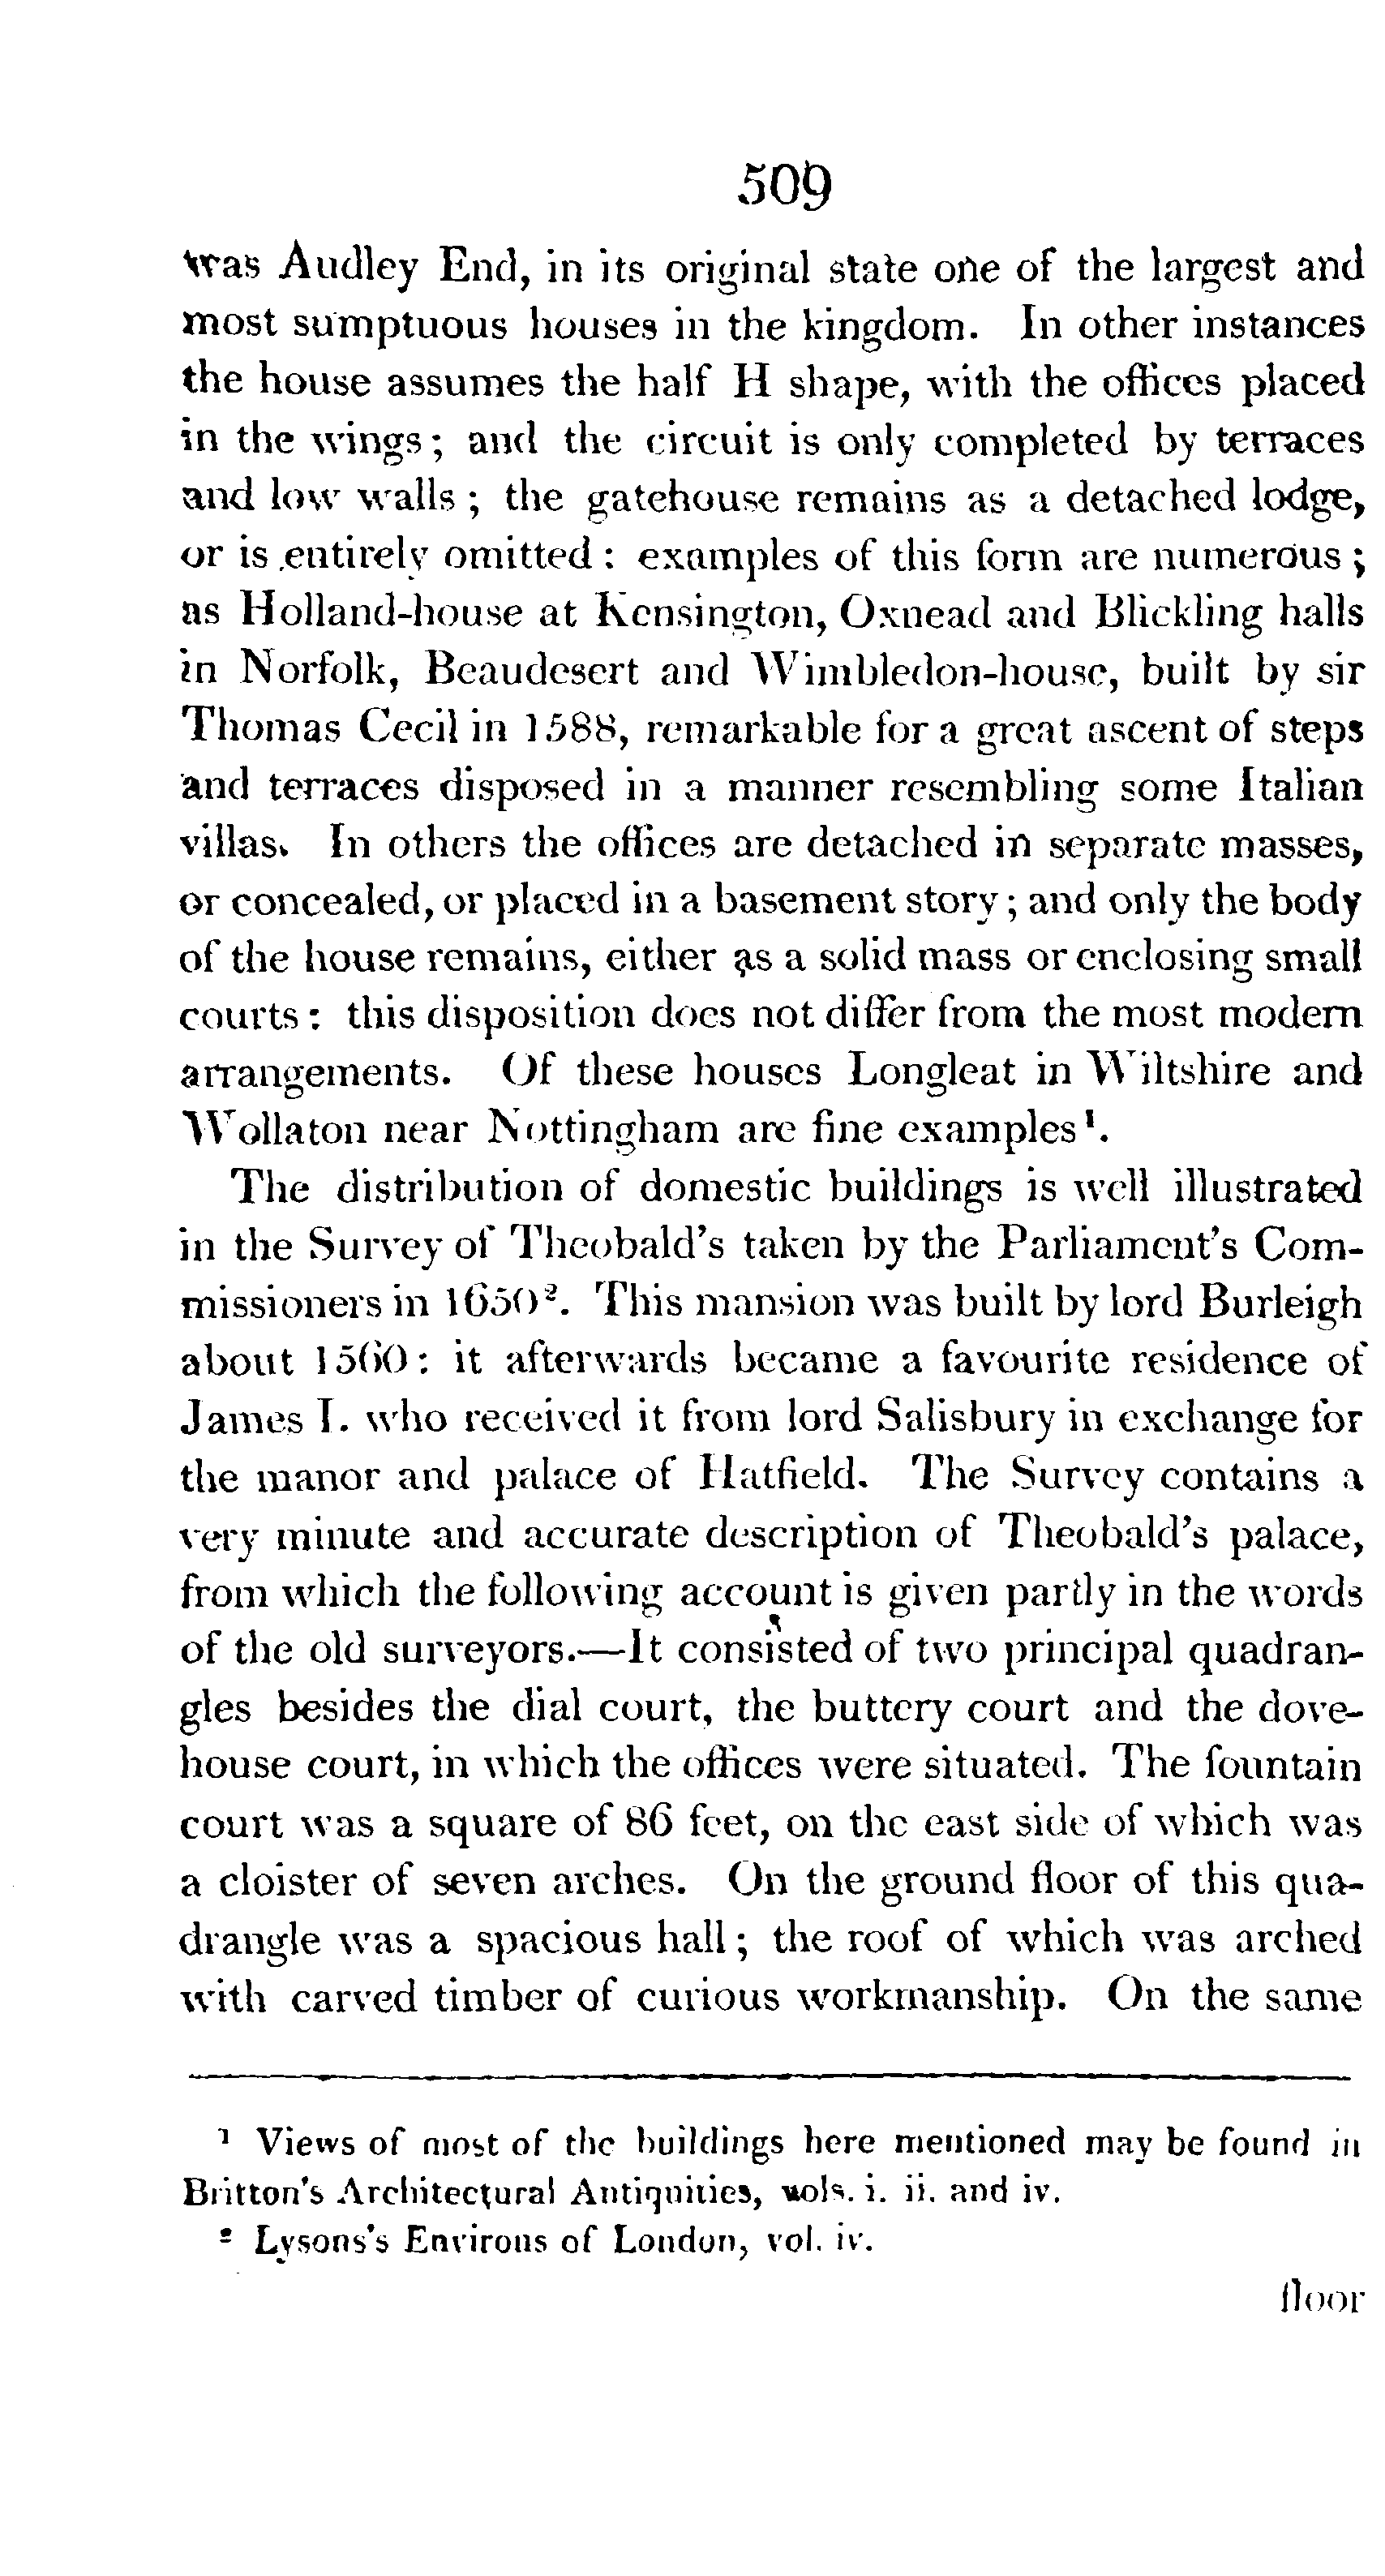 509
was Audley End, in its original state one of the largest and
most sumptuous houses in the kingdom. In other instances
the house assumes the half H shape, with the offices placed
in the wings; and the circuit is only completed by terraces
and low walls; the gatehouse remains as a detached lodge,
or is entirely omitted: examples of this form are numerous;
as Holland-house at Kensington, Oxnead and Blickling halls
in Norfolk, Beaudesert and Wimbledon-house, built by sir
Thomas Cecil in 1588, remarkable for a great ascent of steps
and terraces disposed in a manner resembling some Italian
villas. In others the offices are detached in separate masses,
or concealed, or placed in a basement story; and only the body
of the house remains, either as a solid mass or enclosing small
courts: this disposition does not differ from the most modern
arrangements. Of these houses Longleat in Wiltshire and
Wollaton near Nottingham are fine examples¹.
The distribution of domestic buildings is well illustrated
in the Survey of Theobald's taken by the Parliament's Com-
missioners in 1650². This mansion was built by lord Burleigh
about 1560: it afterwards became a favourite residence of
James I. who received it from lord Salisbury in exchange for
the manor and palace of Hatfield. The Survey contains a
very minute and accurate description of Theobald's palace,
from which the following account is given partly in the words
of the old surveyors.—It consisted of two principal quadran-
gles besides the dial court, the buttery court and the dove-
house court, in which the offices were situated. The fountain
court was a square of 86 feet, on the east side of which was
a cloister of seven arches. On the ground floor of this qua-
drangle was a spacious hall; the roof of which was arched
with carved timber of curious workmanship. On the same
¹ Views of most of the buildings here mentioned may be found in
Britton's Architectural Antiquities, vols. i. ii. and iv.
² Lysons's Environs of London, vol. iv.
floor